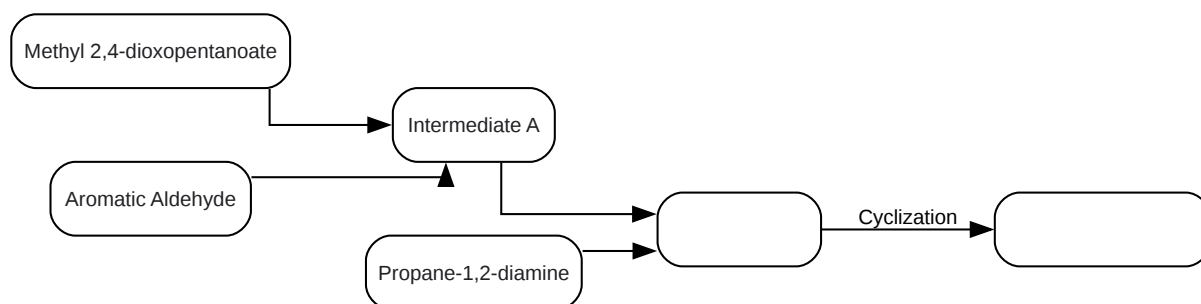 Methyl 2,4-dioxopentanoate
Intermediate A
Aromatic Aldehyde
Cyclization
Propane-1,2-diamine